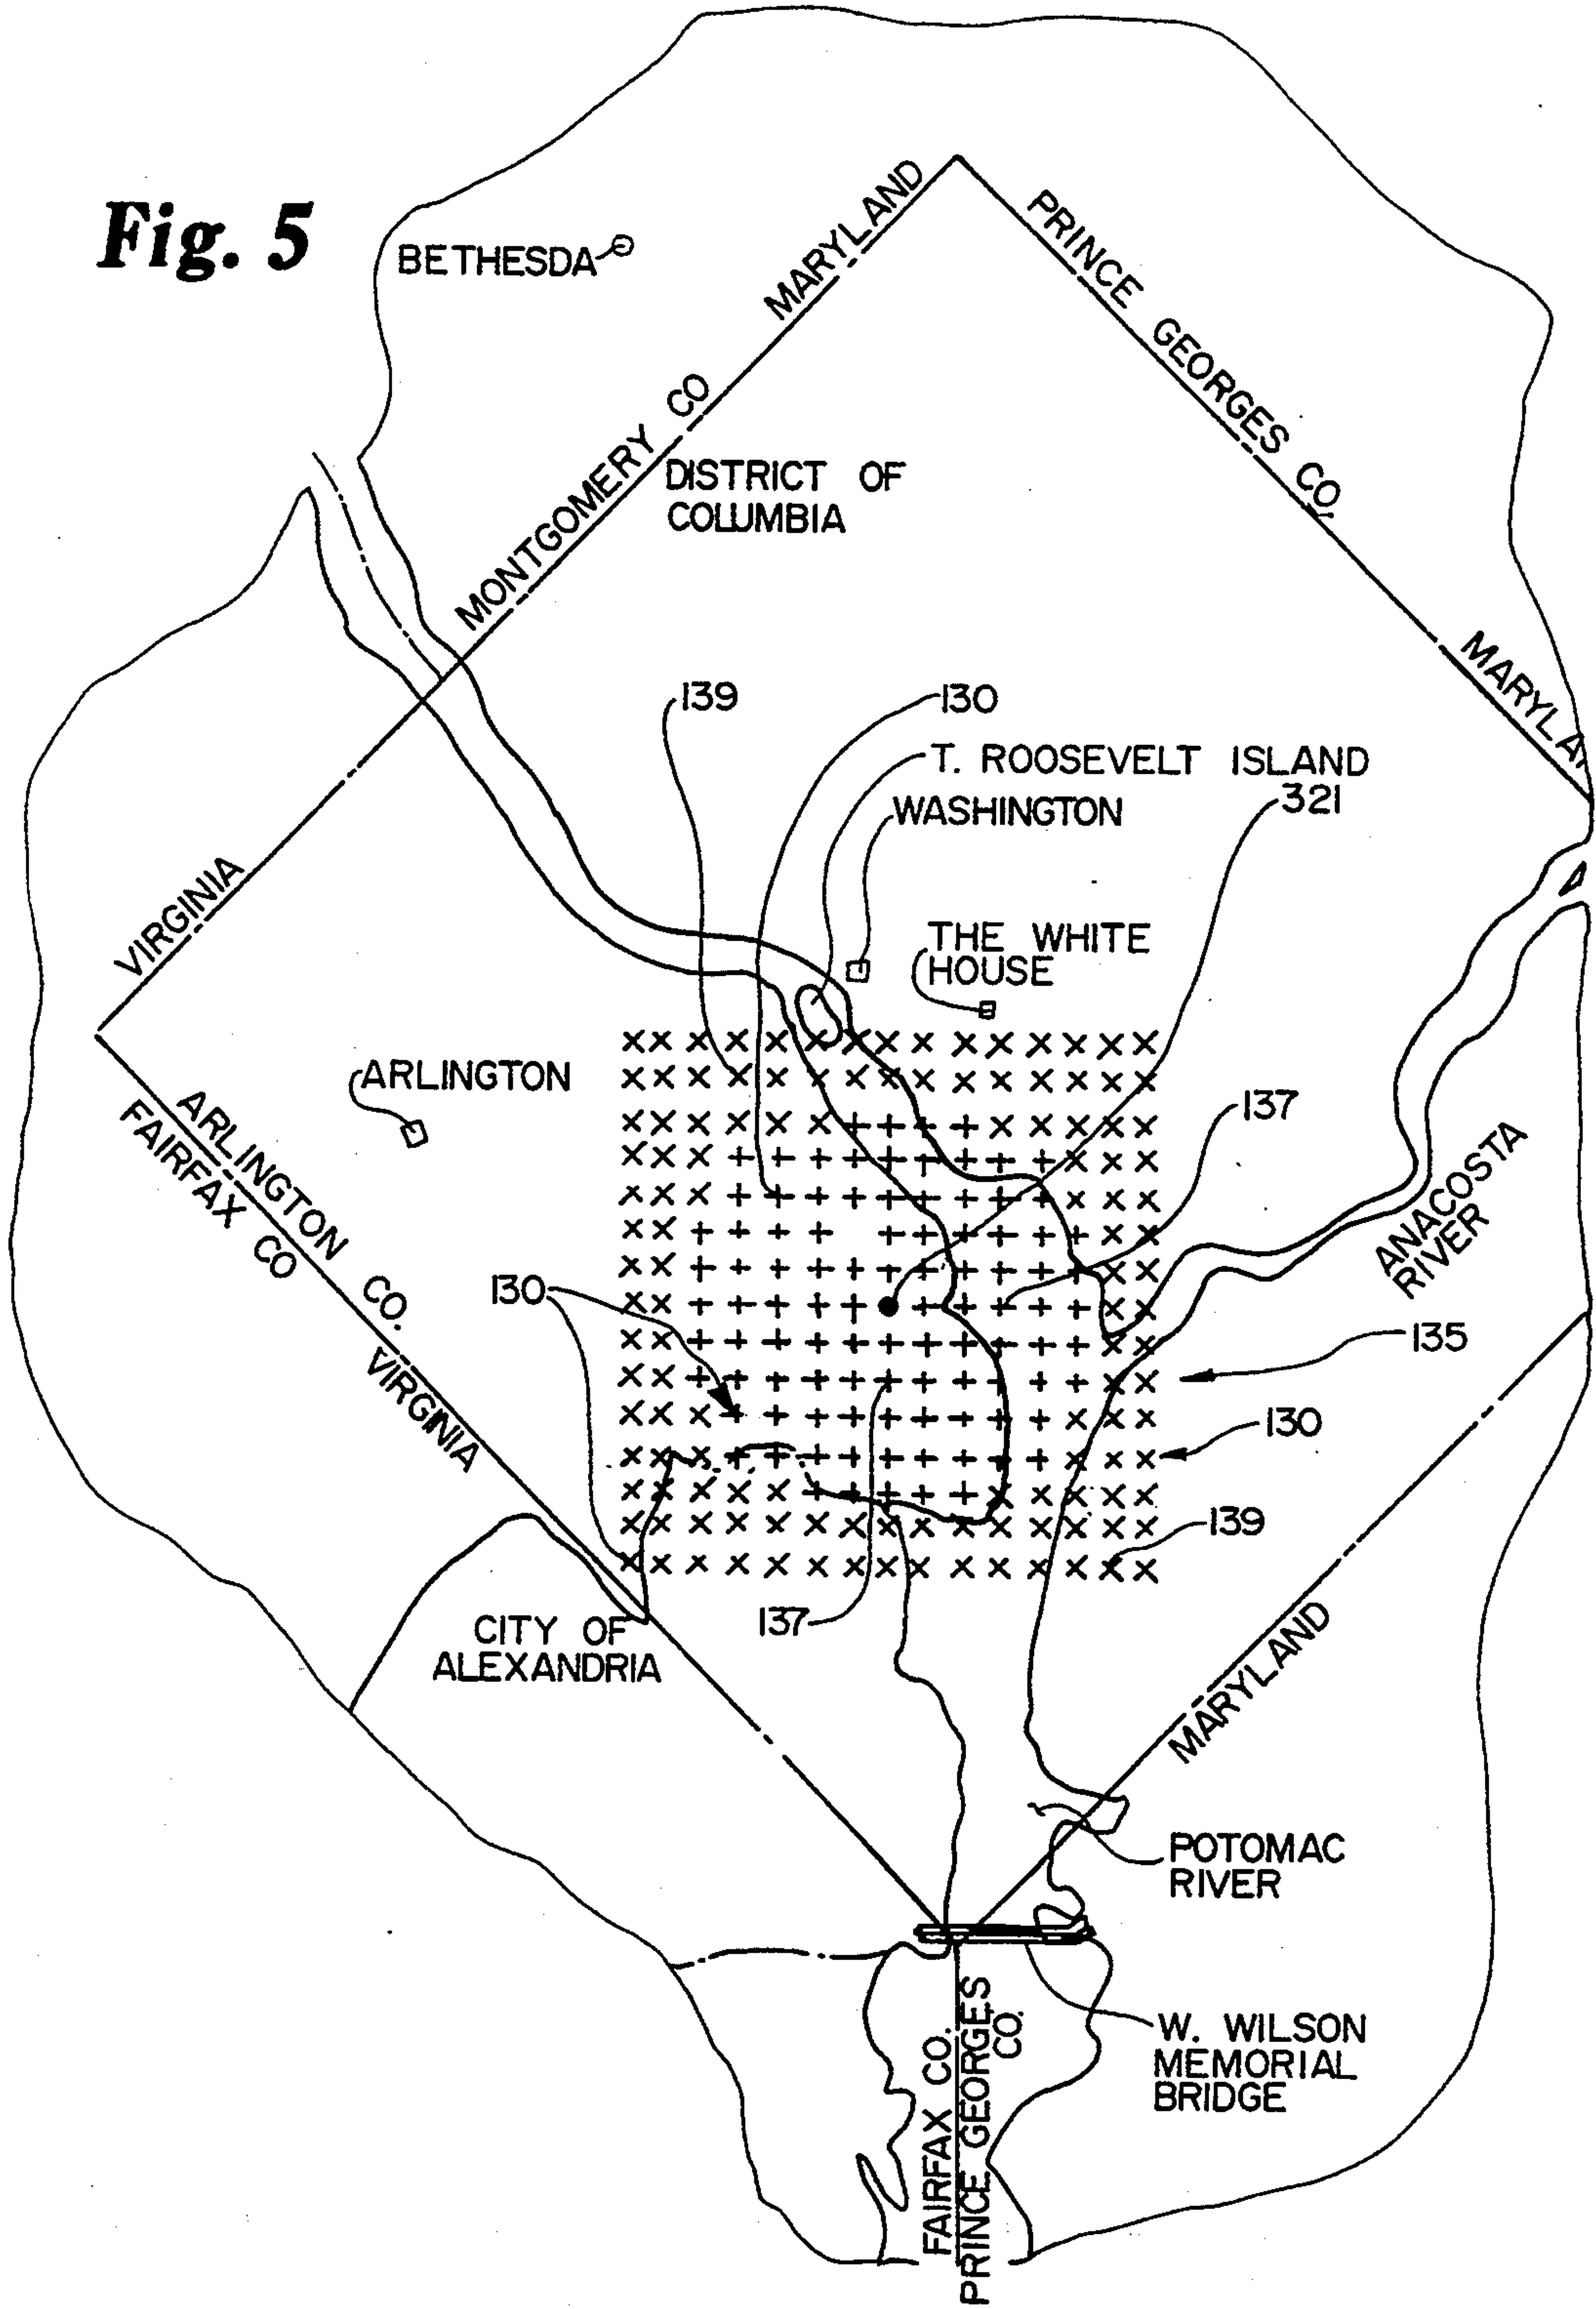 Fig. 5
BETHESDA
MARYLAND
PRINCE GEORGES CO.
MONTGOMERY CO
DISTRICT OF
COLUMBIA
MARYLA
139
130
T. ROOSEVELT ISLAND
WASHINGTON
321
VIRGINIA
THE WHITE
HOUSE
ARLINGTON
137
ARLINGTON CO.
FAIRFAX CO
ANACOSTA
RIVER
130
135
VIRGINIA
130
139
CITY OF
ALEXANDRIA
137
MARYLAND
POTOMAC
RIVER
W. WILSON
MEMORIAL
BRIDGE
FAIRFAX CO.
PRINCE GEORGES
CO.